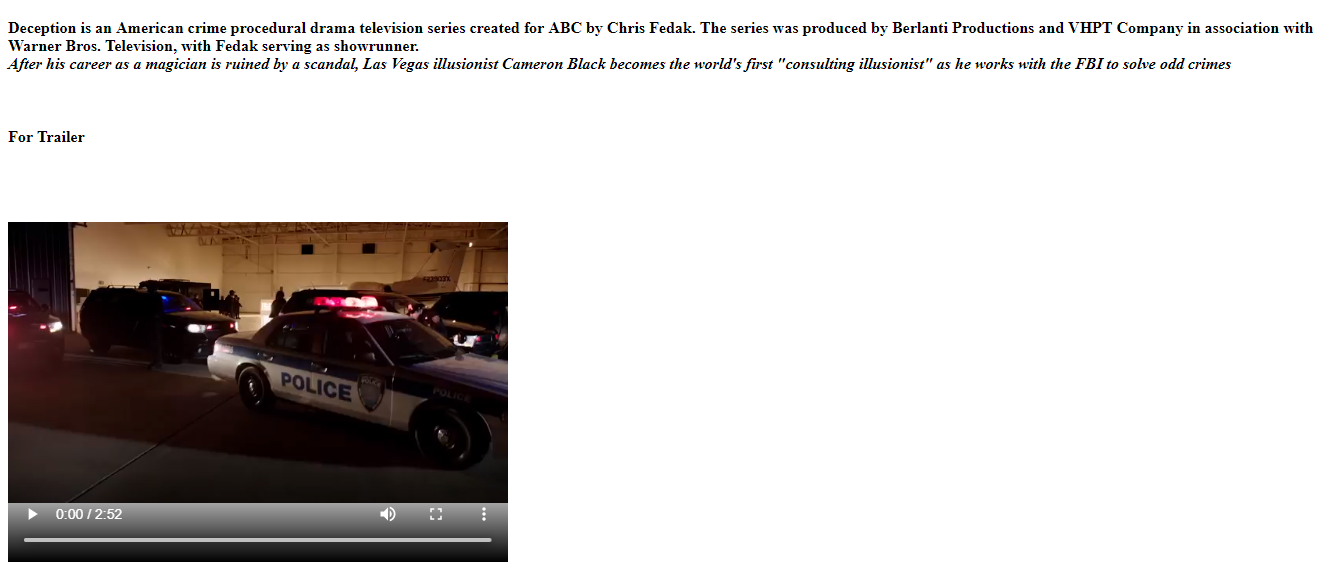 Deception is an American crime procedural drama television series created for ABC by Chris Fedak. The series was produced by Berlanti Productions and VHPT Company in association with
Warner Bros. Television, with Fedak serving as showrunner.
After his career as a magician is ruined by a scandal, Las Vegas illusionist Cameron Black becomes the world's first "consulting illusionist" as he works with the FBI to solve odd crimes
For Trailer
POLICE
POLICE
0:00 / 2:52